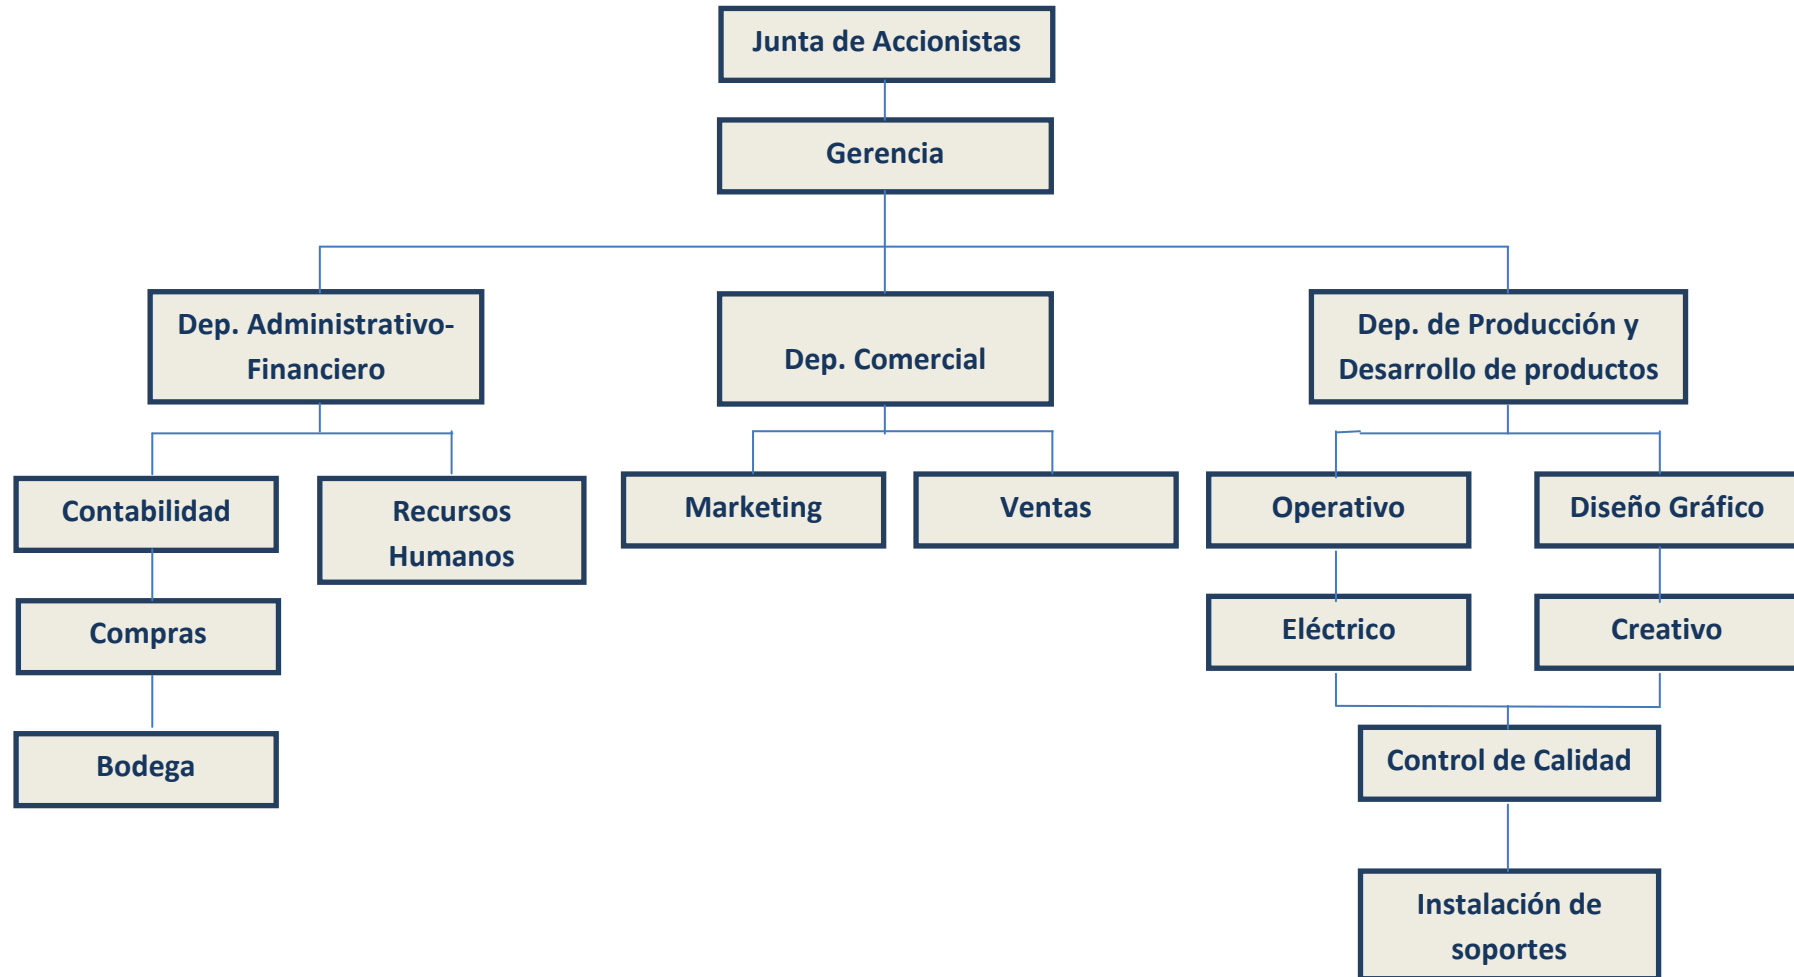 Junta de Accionistas
Gerencia
Dep. Administrativo-
Financiero
Dep. Comercial
Dep. de Producción y
Desarrollo de productos
Contabilidad
Recursos
Humanos
Marketing
Ventas
Operativo
Diseño Gráfico
Compras
Eléctrico
Creativo
Bodega
Control de Calidad
Instalación de
soportes